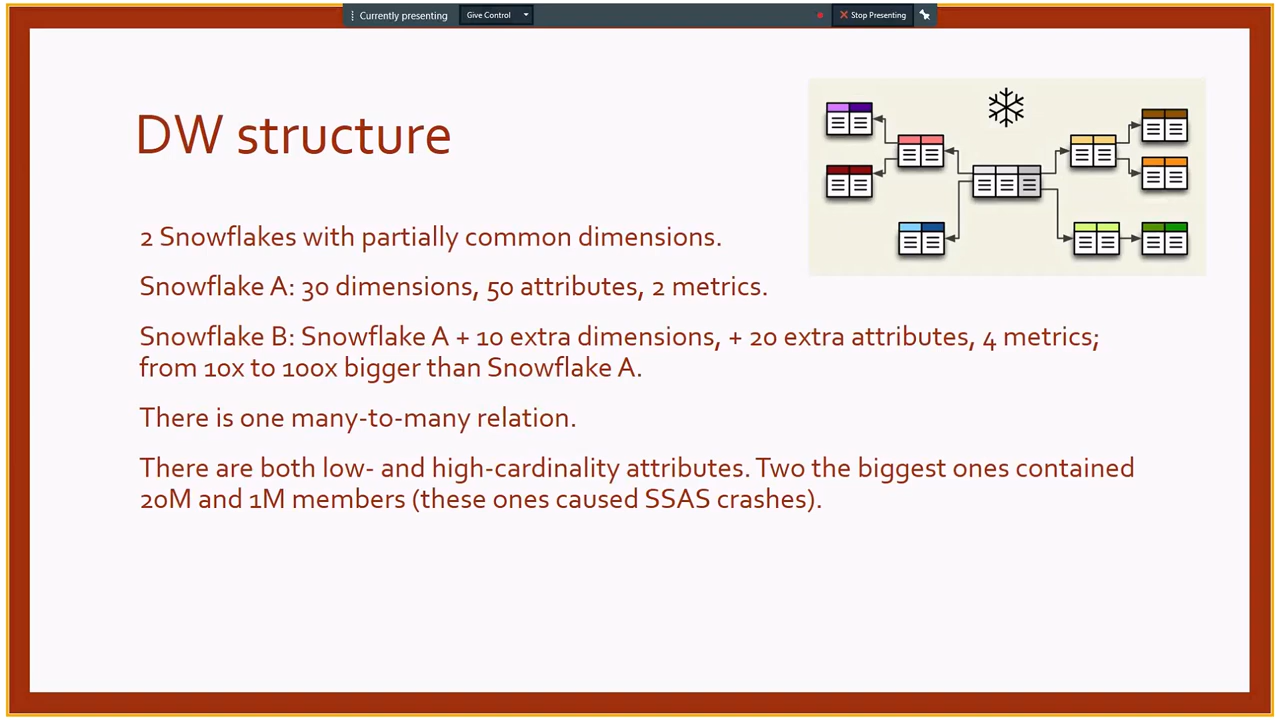 Currently presenting
Give Control
Stop Presenting
DW structure
2 Snowflakes with partially common dimensions.
Snowflake A: 30 dimensions, 50 attributes, 2 metrics.
Snowflake B: Snowflake A + 10 extra dimensions, + 20 extra attributes, 4 metrics;
from 10x to 100x bigger than Snowflake A.
There is one many-to-many relation.
There are both low- and high-cardinality attributes. Two the biggest ones contained
20M and 1M members (these ones caused SSAS crashes).